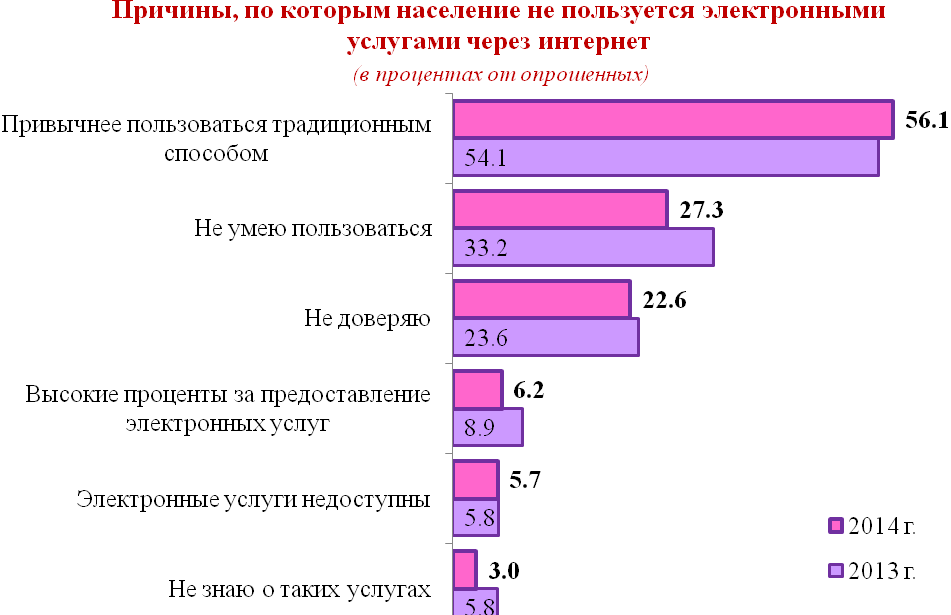 Причины, по которым население не пользуется электронными
услугами через интернет
(в процентах от опрошенных)
Привычнее пользоваться традиционным
способом
56.1
54.1
Не умею пользоваться
27.3
33.2
Не доверяю
22.6
23.6
Высокие проценты за предоставление
электронных услуг
6.2
8.9
Электронные услуги недоступны
5.7
5.8
Не знаю о таких услугах
3.0
5.8
2014 г.
2013 г.